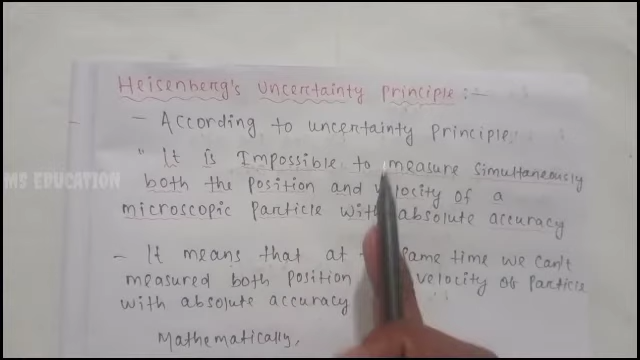 Heisenberg's Uncertainty Principle :-
- According to uncertainty principle.
" It is Impossible to measure simultaneously
MS EDUCATION
both the position and velocity of a
microscopic particle with absolute accuracy
- It means that at same time we can't
measured both position velocity of particle
with absolute accuracy
Mathematically,